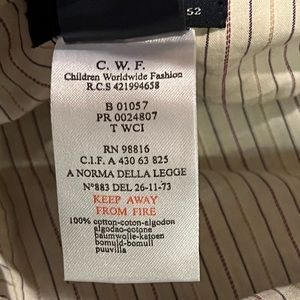 52
C. W. F.
Children Worldwide Fashion
R.C.S 421994658
B 01057
PR 0024807
T WCI
RN 98816
C.I.F. A 430 63 825
A NORMA DELLA LEGGE
N°883 DEL 26-11-73
KEEP AWAY
FROM FIRE
100% cotton-coton-algodon
algodao-cotone
baumwolle-katoen
bomuld-bomull
puuvilla